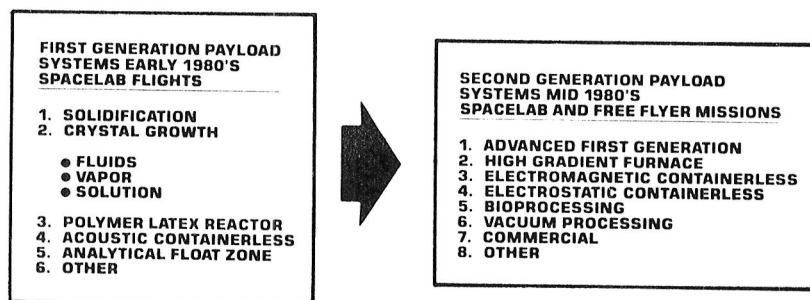 FIRST GENERATION PAYLOAD
SYSTEMS EARLY 1980'S
SPACELAB FLIGHTS
1. SOLIDIFICATION
2. CRYSTAL GROWTH
● FLUIDS
● VAPOR
● SOLUTION
3. POLYMER LATEX REACTOR
4. ACOUSTIC CONTAINERLESS
5. ANALYTICAL FLOAT ZONE
6. OTHER
SECOND GENERATION PAYLOAD
SYSTEMS MID 1980'S
SPACELAB AND FREE FLYER MISSIONS
1. ADVANCED FIRST GENERATION
2. HIGH GRADIENT FURNACE
3. ELECTROMAGNETIC CONTAINERLESS
4. ELECTROSTATIC CONTAINERLESS
5. BIOPROCESSING
6. VACUUM PROCESSING
7. COMMERCIAL
8. OTHER